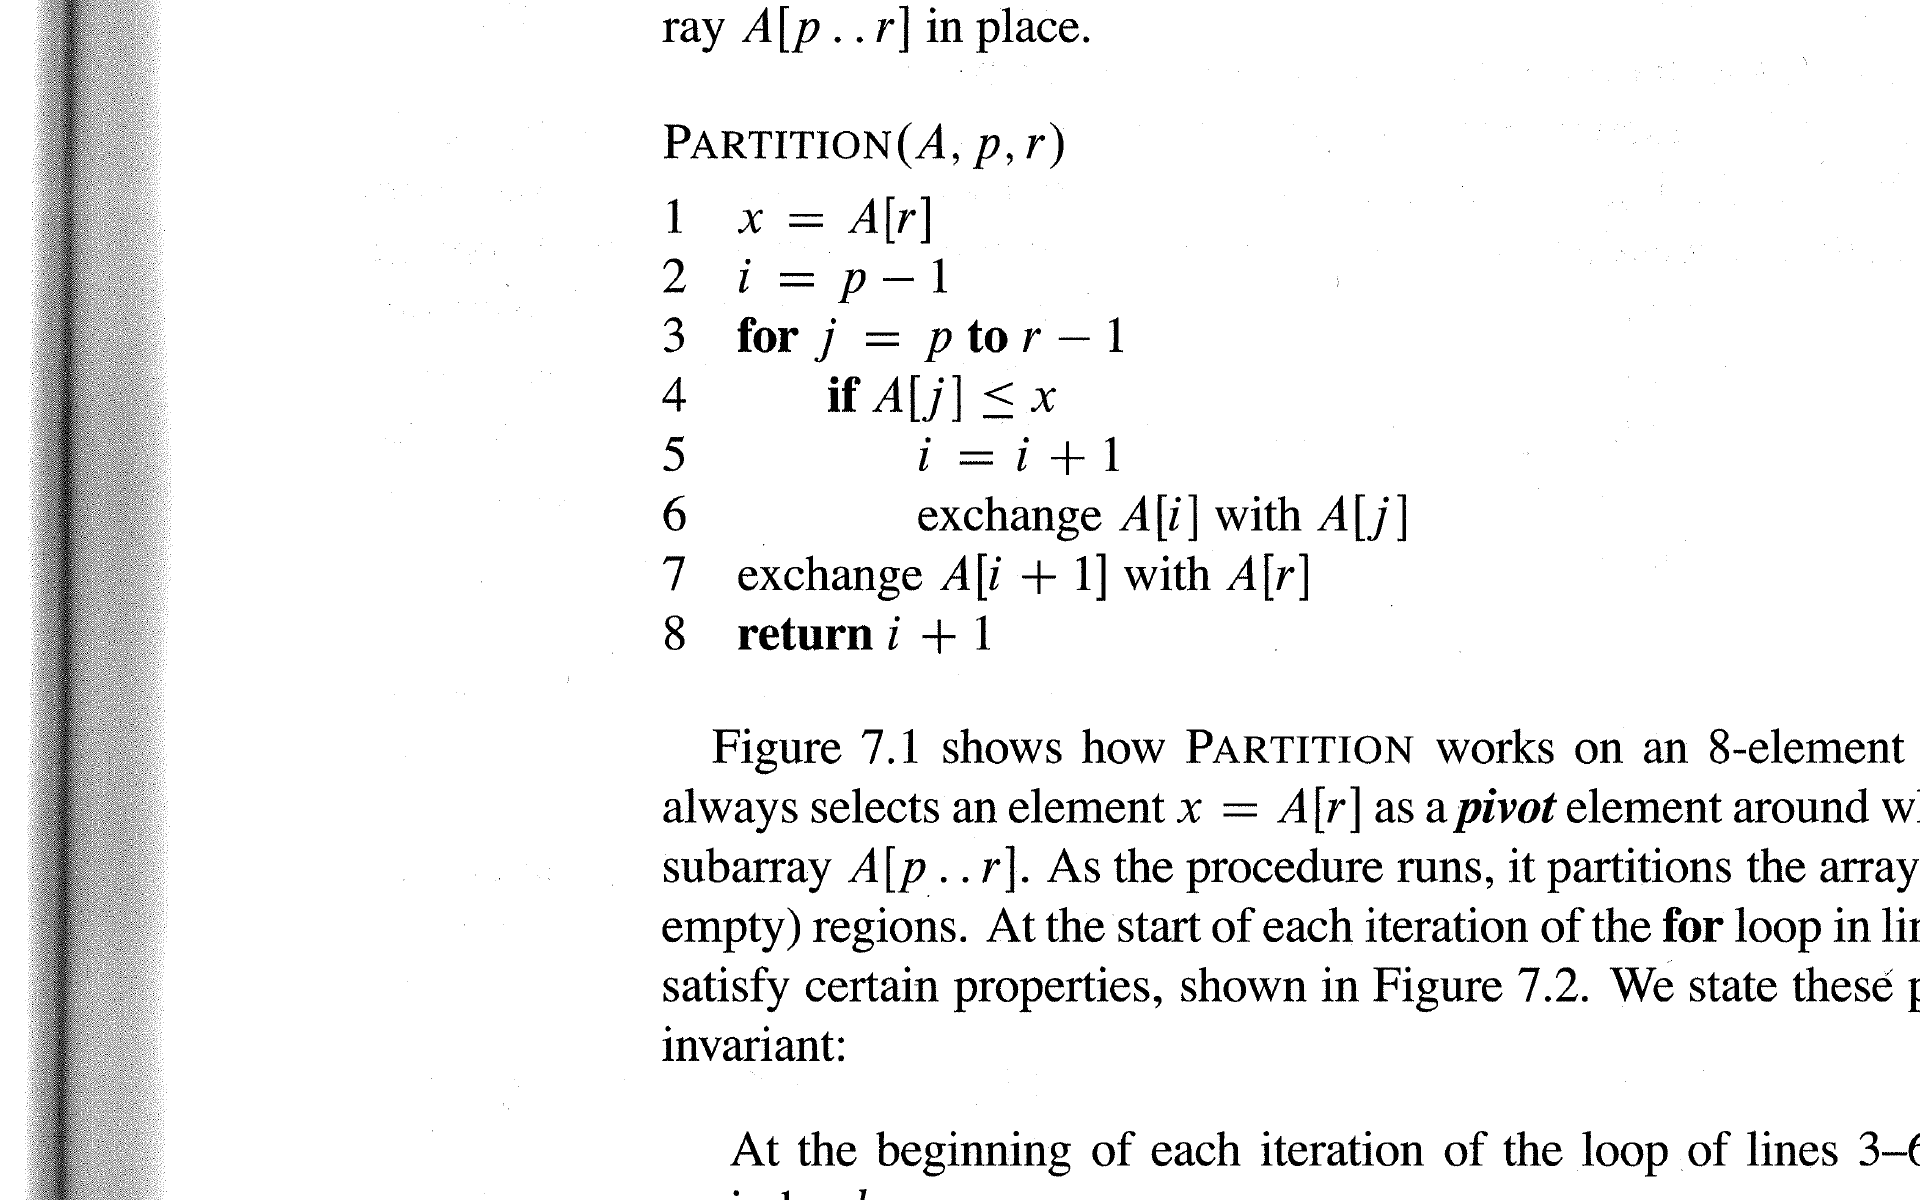 ray A[p . . r] in place.
PARTITION(A, p, r)
1 x = A[r]
2 i = p − 1
3 for j = p to r − 1
4 if A[j] ≤ x
5 i = i + 1
6 exchange A[i] with A[j]
7 exchange A[i + 1] with A[r]
8 return i + 1
Figure 7.1 shows how PARTITION works on an 8-element
always selects an element x = A[r] as a pivot element around
subarray A[p . . r]. As the procedure runs, it partitions the array
empty) regions. At the start of each iteration of the for loop in
satisfy certain properties, shown in Figure 7.2. We state these
invariant:
At the beginning of each iteration of the loop of lines 3–6